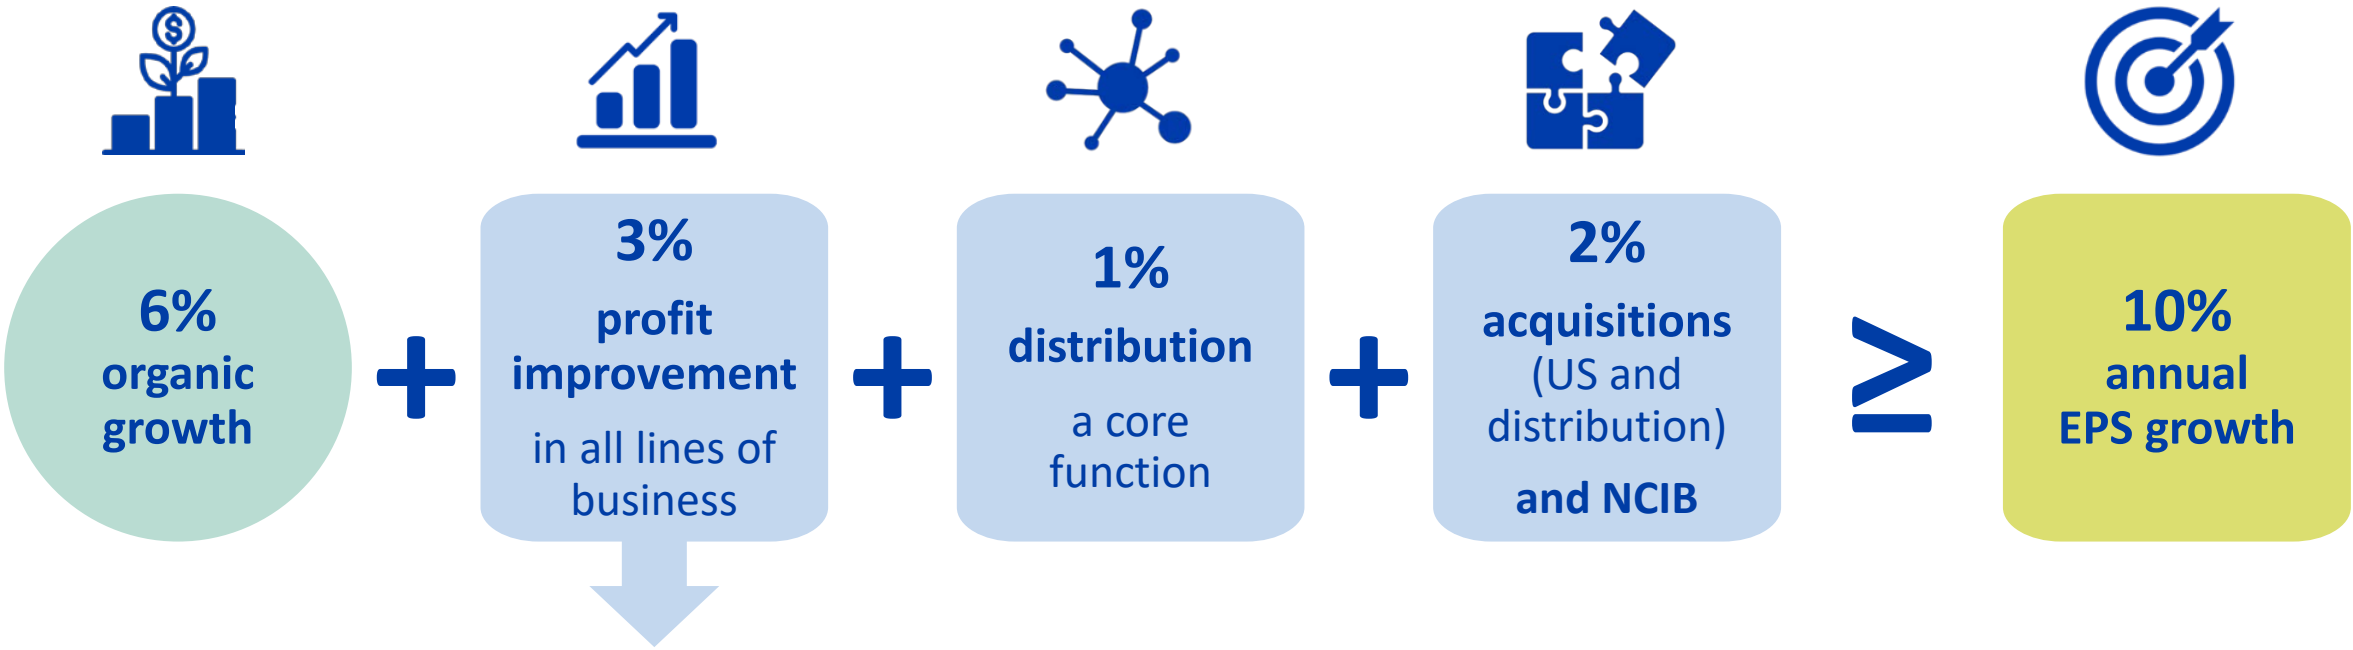 6%
organic
growth
+
3%
profit
improvement
in all lines of
business
+
1%
distribution
a core
function
+
2%
acquisitions
(US and
distribution)
and NCIB
≥
10%
annual
EPS growth